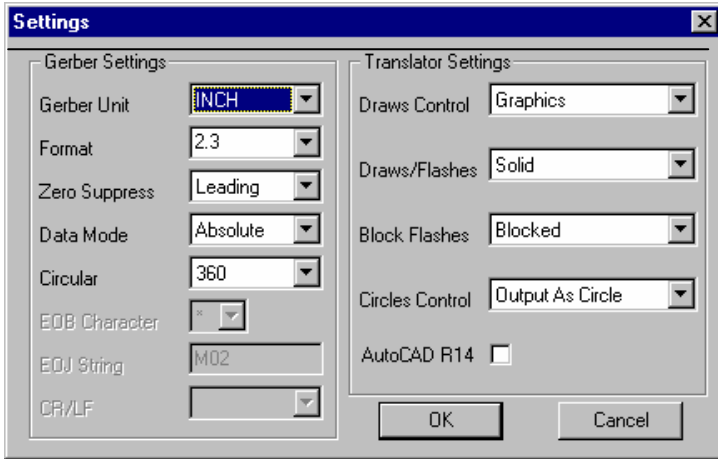 Settings
Gerber Settings
Gerber Unit INCH
Format 2.3
Zero Suppress Leading
Data Mode Absolute
Circular 360
EOB Character *
EOJ String M02
CR/LF
Translator Settings
Draws Control Graphics
Draws/Flashes Solid
Block Flashes Blocked
Circles Control Output As Circle
AutoCAD R14
OK Cancel